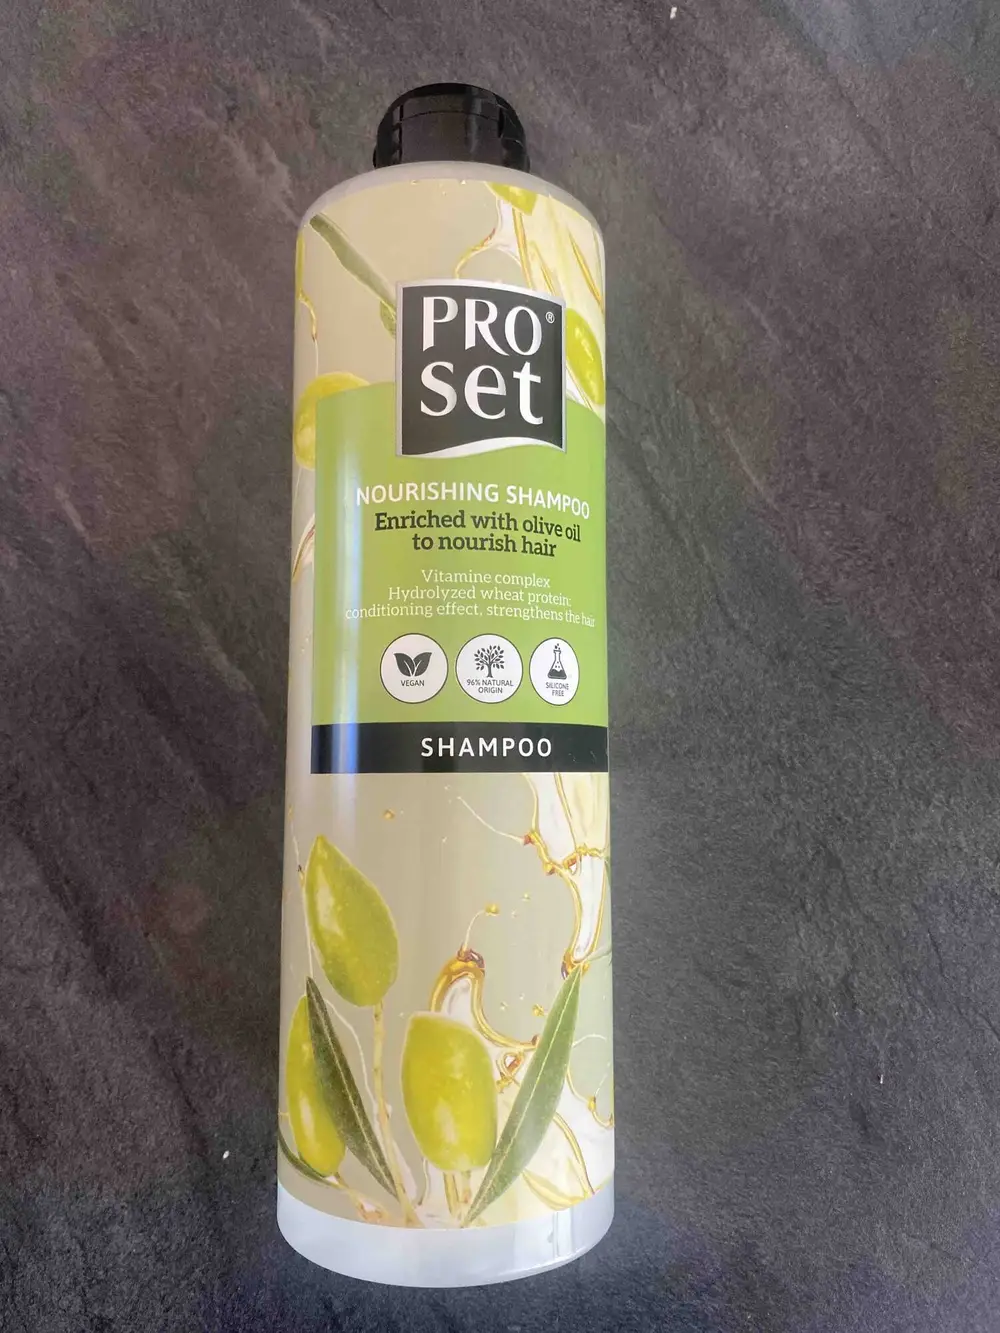 PRO®
set
NOURISHING SHAMPOO
Enriched with olive oil
to nourish hair
Vitamine complex
Hydrolyzed wheat protein:
conditioning effect, strengthens the hair
VEGAN
96% NATURAL
ORIGIN
SILICONE
FREE
SHAMPOO